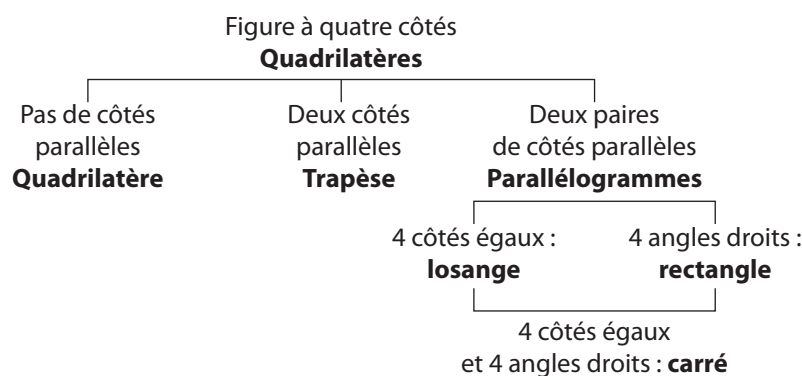 Figure à quatre côtés
Quadrilatères
Pas de côtés
parallèles
Quadrilatère
Deux côtés
parallèles
Trapèse
Deux paires
de côtés parallèles
Parallélogrammes
4 côtés égaux :
losange
4 angles droits :
rectangle
4 côtés égaux
et 4 angles droits : carré